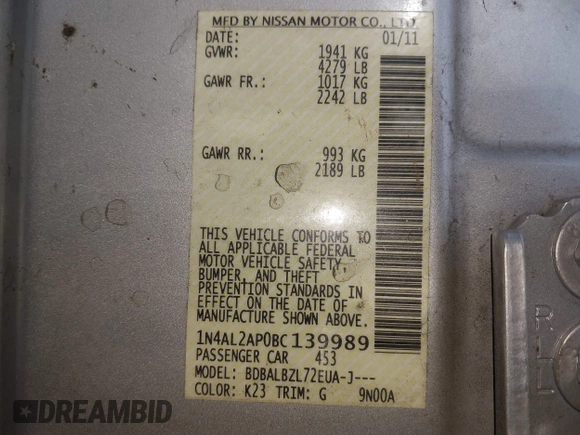 MFD BY NISSAN MOTOR CO., LTD.
DATE: 01/11
GVWR: 1941 KG
4279 LB
GAWR FR.: 1017 KG
2242 LB
GAWR RR.: 993 KG
2189 LB
THIS VEHICLE CONFORMS TO
ALL APPLICABLE FEDERAL
MOTOR VEHICLE SAFETY,
BUMPER, AND THEFT
PREVENTION STANDARDS IN
EFFECT ON THE DATE OF
MANUFACTURE SHOWN ABOVE.
1N4AL2AP0BC139989
PASSENGER CAR 453
MODEL: BDBALBZL72EUA-J---
COLOR: K23 TRIM: G 9N00A
DREAMBID